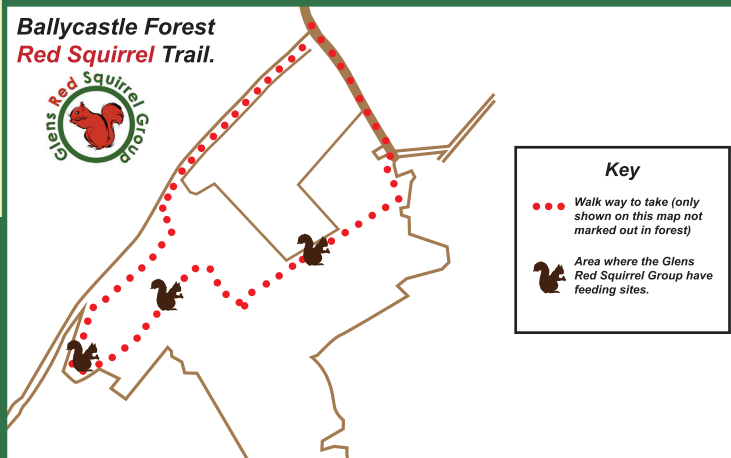 Ballycastle Forest
Red Squirrel Trail.
Glens Red Squirrel Group
Key
Walk way to take (only
shown on this map not
marked out in forest)
Area where the Glens
Red Squirrel Group have
feeding sites.